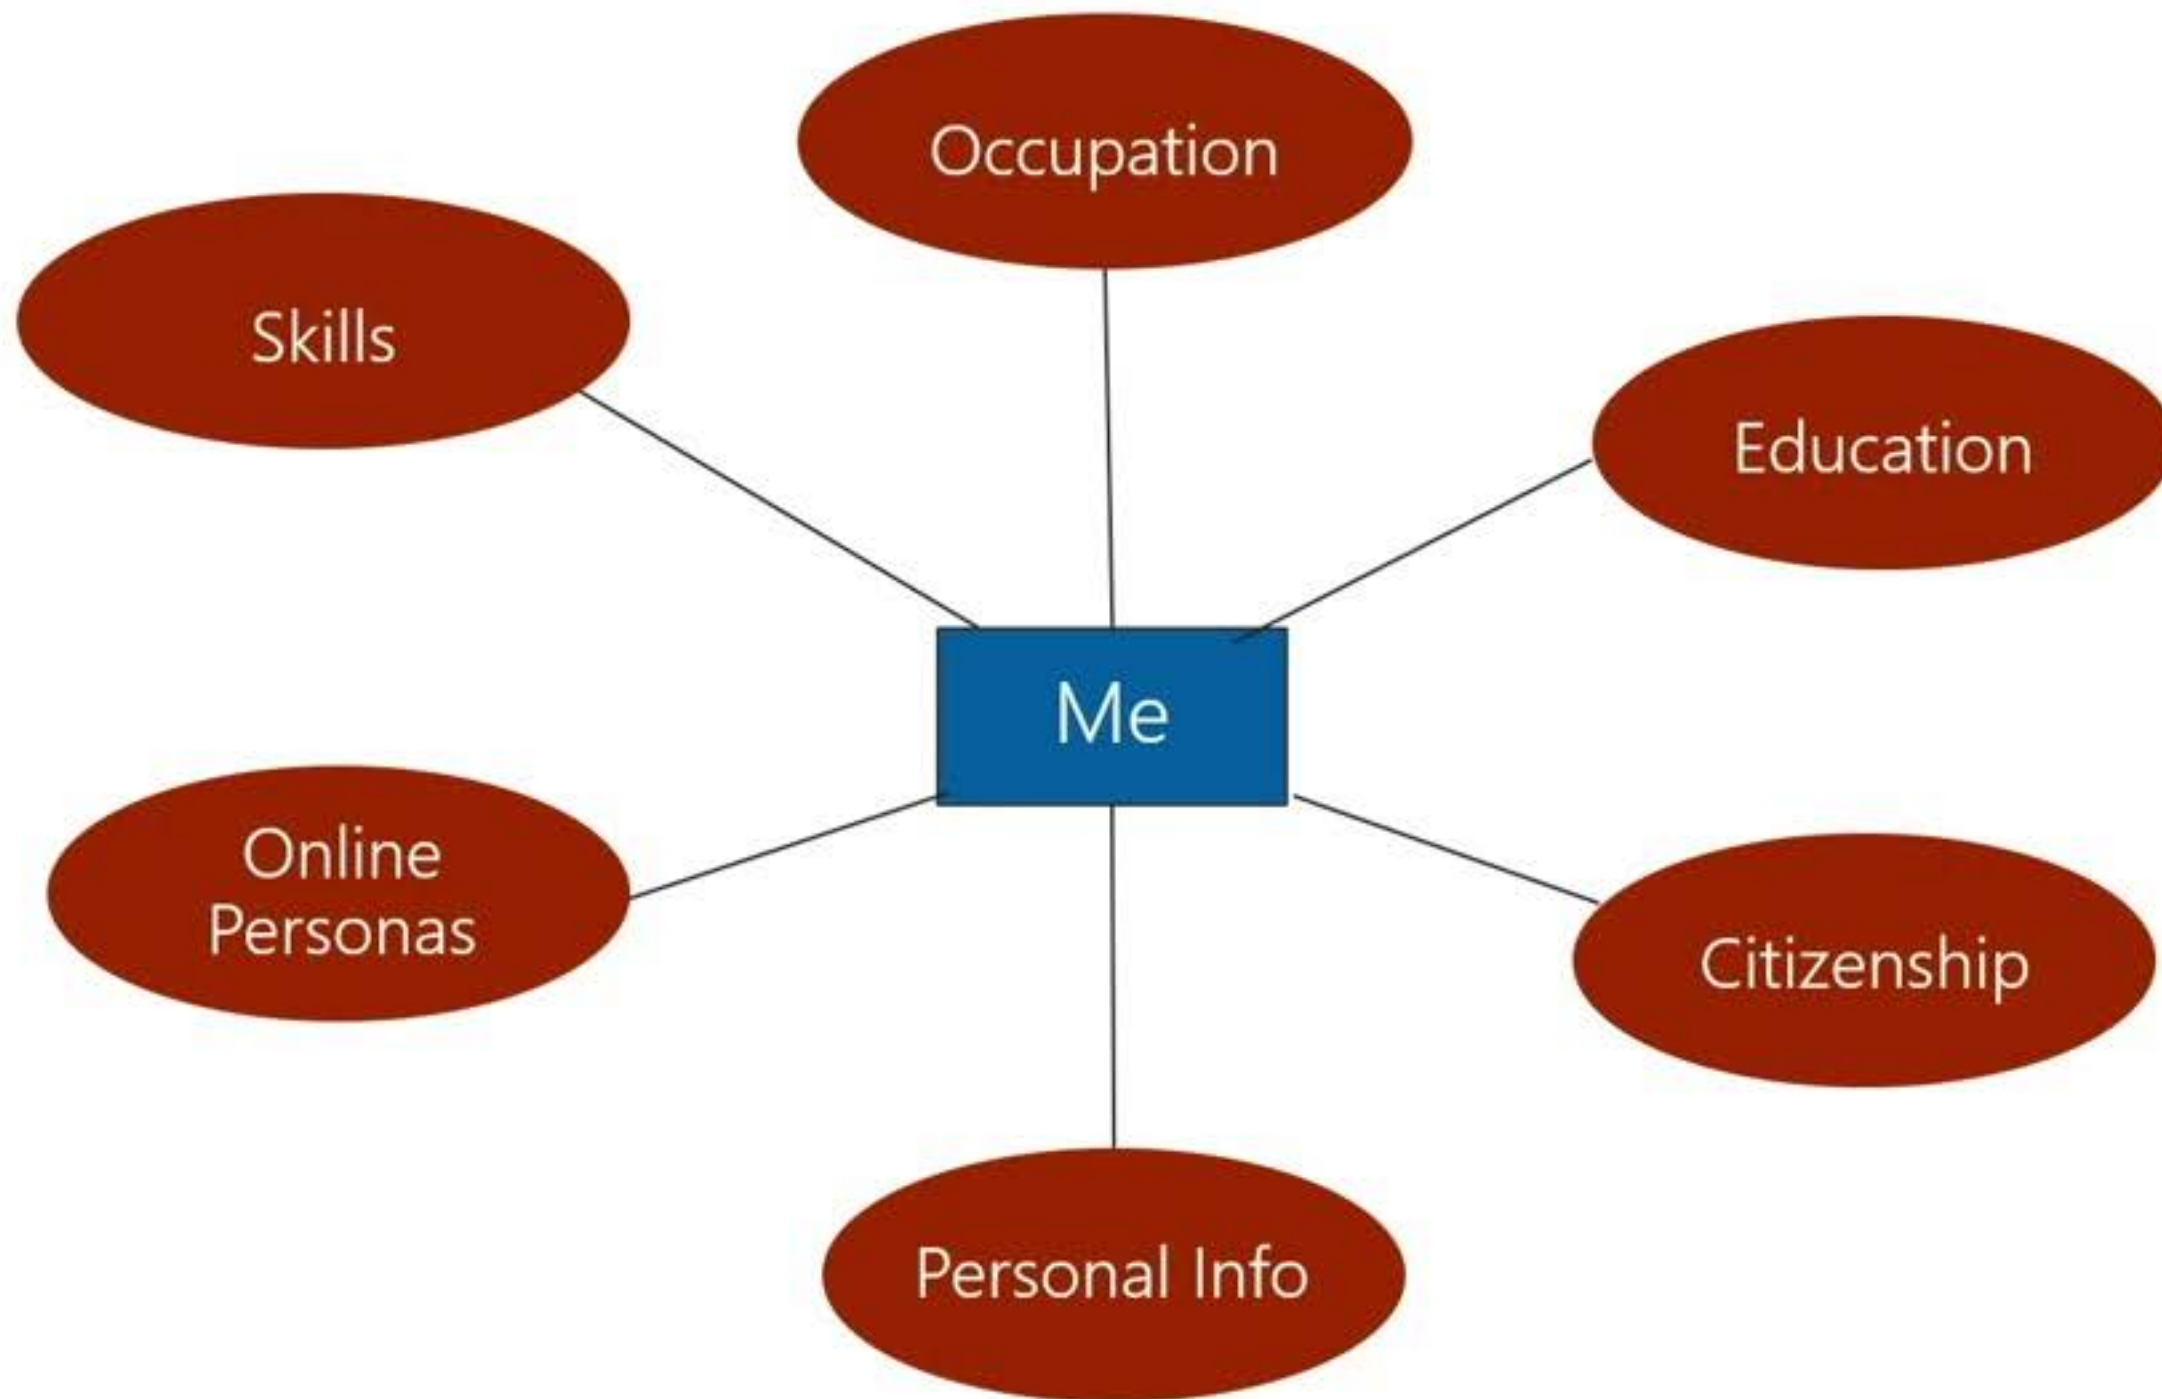 Occupation
Skills
Education
Me
Online
Personas
Citizenship
Personal Info